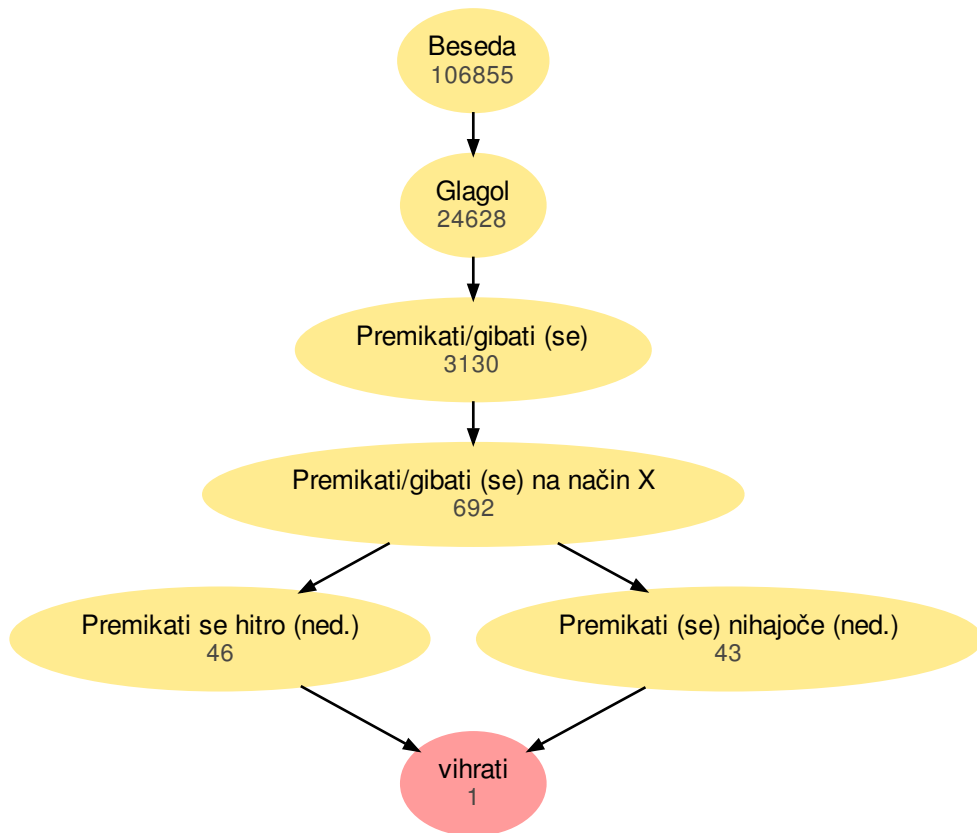 Beseda
106855
Glagol
24628
Premikati/gibati (se)
3130
Premikati/gibati (se) na način X
692
Premikati se hitro (ned.)
46
Premikati (se) nihajoče (ned.)
43
vihrati
1